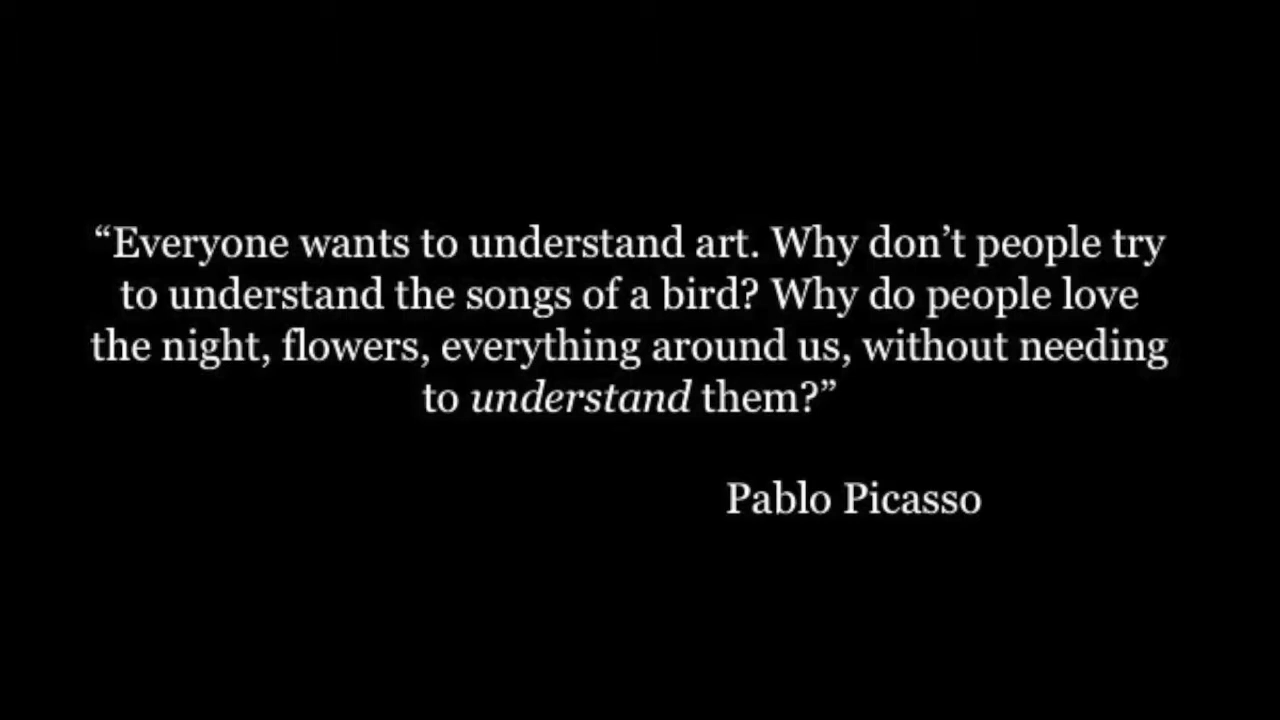 “Everyone wants to understand art. Why don’t people try
to understand the songs of a bird? Why do people love
the night, flowers, everything around us, without needing
to understand them?”
Pablo Picasso